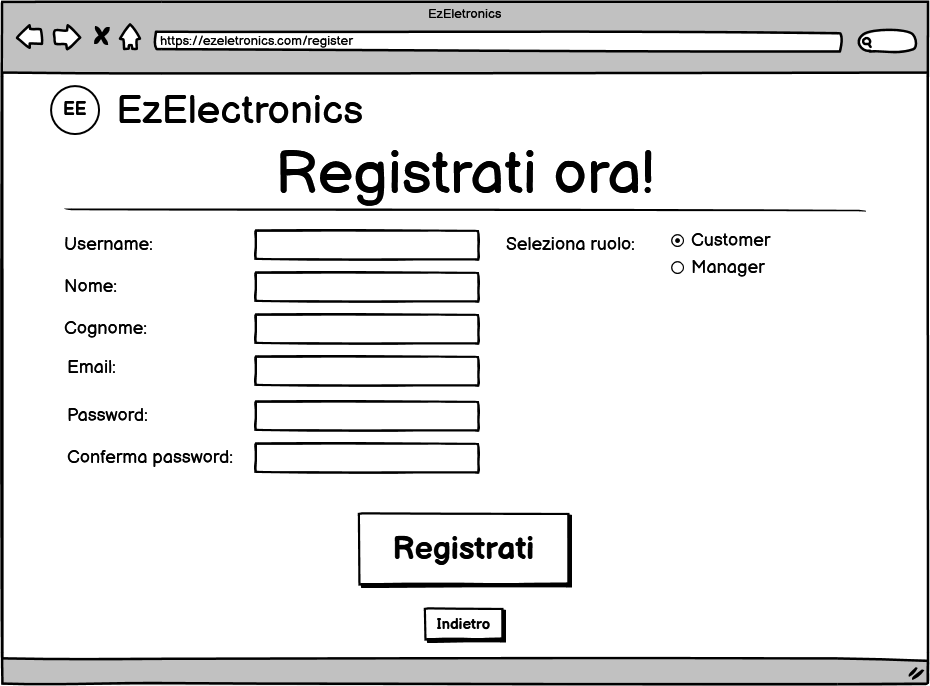 EzEletronics
https://ezeletronics.com/register
EE EzElectronics
Registrati ora!
Username:
Nome:
Cognome:
Email:
Password:
Conferma password:
Seleziona ruolo:
Customer
Manager
Registrati
Indietro